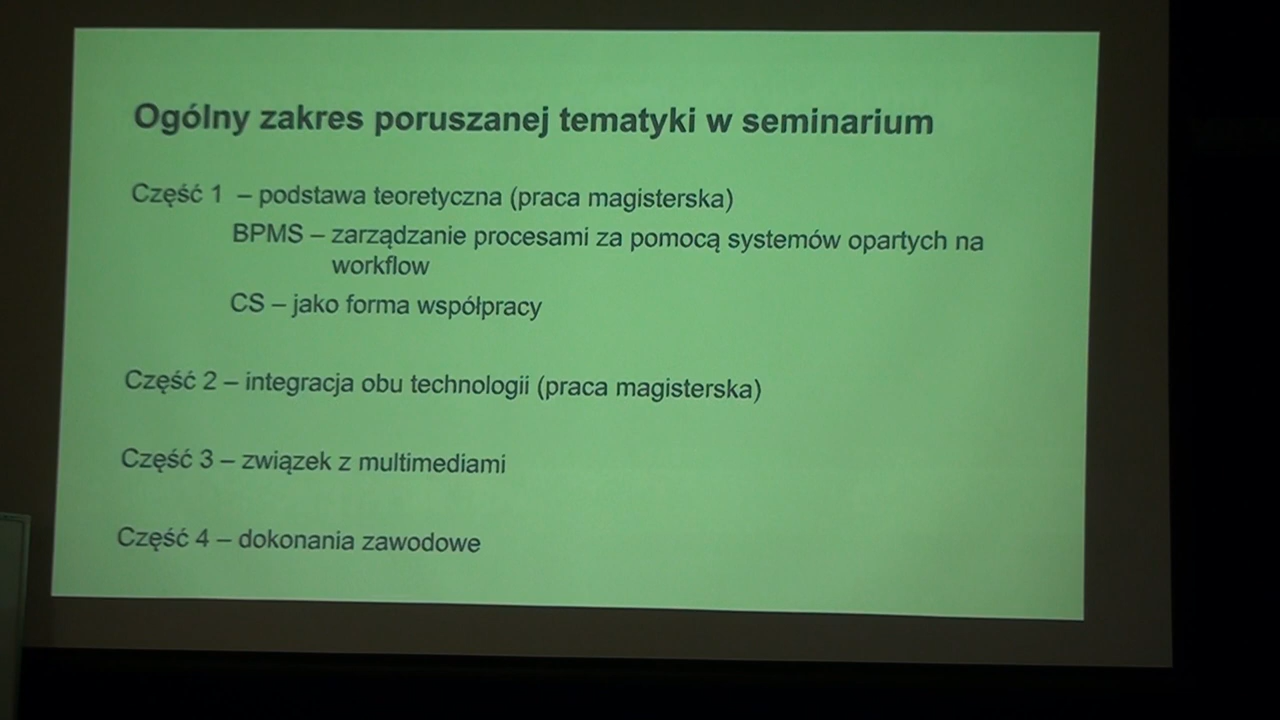 Ogólny zakres poruszanej tematyki w seminarium
Część 1 – podstawa teoretyczna (praca magisterska)
BPMS – zarządzanie procesami za pomocą systemów opartych na
workflow
CS – jako forma współpracy
Część 2 – integracja obu technologii (praca magisterska)
Część 3 – związek z multimediami
Część 4 – dokonania zawodowe